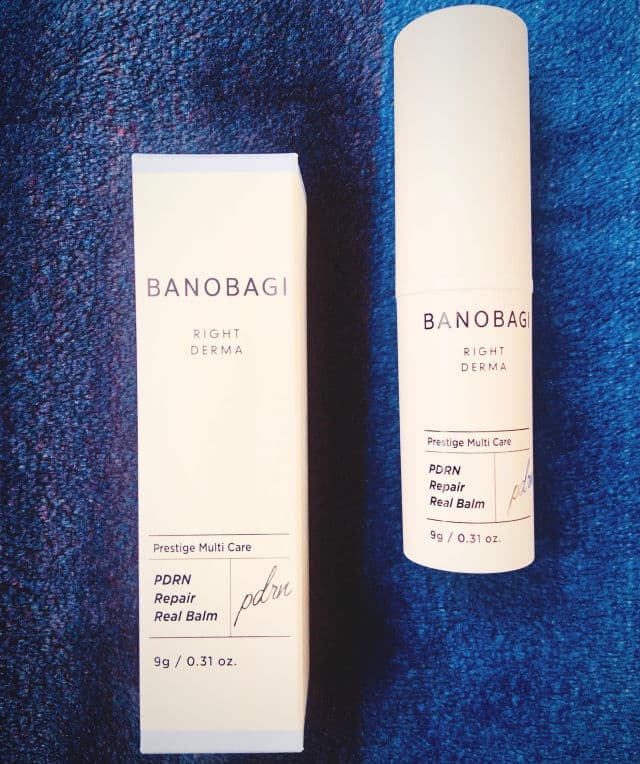 BANOBAGI
RIGHT
DERMA
Prestige Multi Care
PDRN
Repair
Real Balm
pdrn
9g / 0.31 oz.
BANOBAGI
RIGHT
DERMA
Prestige Multi Care
PDRN
Repair
Real Balm
pdrn
9g / 0.31 oz.